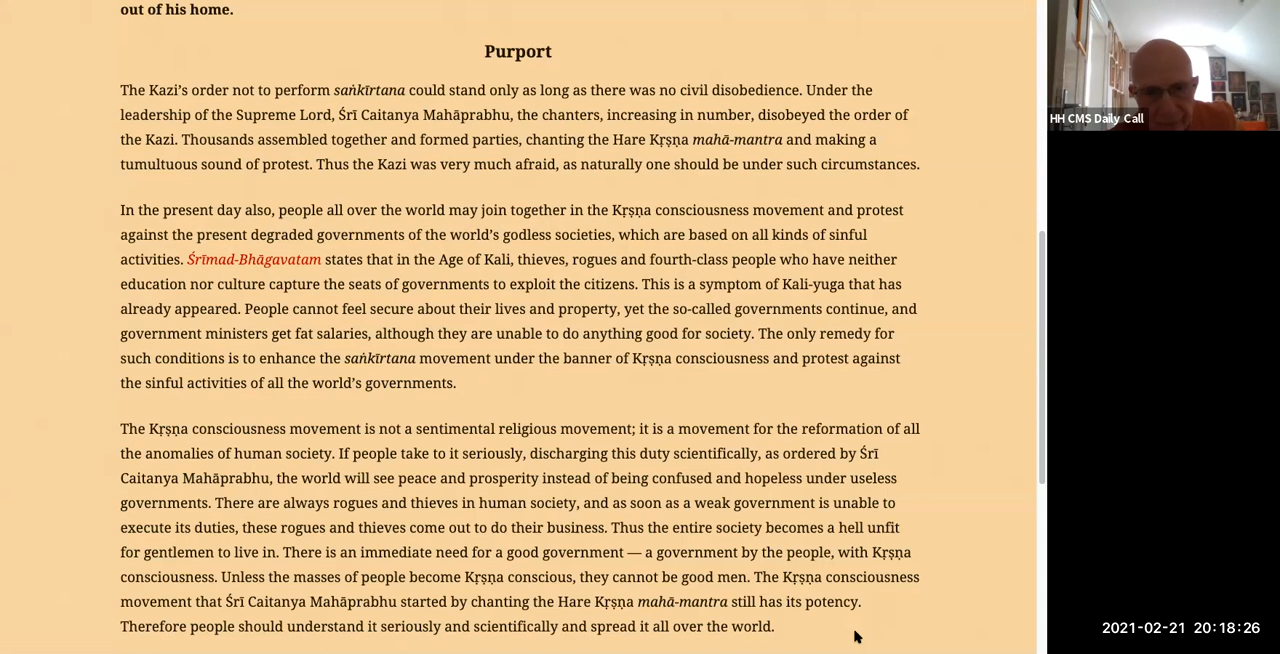 out of his home.
Purport
The Kazi’s order not to perform saṅkīrtana could stand only as long as there was no civil disobedience. Under the
leadership of the Supreme Lord, Śrī Caitanya Mahāprabhu, the chanters, increasing in number, disobeyed the order of
the Kazi. Thousands assembled together and formed parties, chanting the Hare Kṛṣṇa mahā-mantra and making a
tumultuous sound of protest. Thus the Kazi was very much afraid, as naturally one should be under such circumstances.
In the present day also, people all over the world may join together in the Kṛṣṇa consciousness movement and protest
against the present degraded governments of the world’s godless societies, which are based on all kinds of sinful
activities. Śrīmad-Bhāgavatam states that in the Age of Kali, thieves, rogues and fourth-class people who have neither
education nor culture capture the seats of governments to exploit the citizens. This is a symptom of Kali-yuga that has
already appeared. People cannot feel secure about their lives and property, yet the so-called governments continue, and
government ministers get fat salaries, although they are unable to do anything good for society. The only remedy for
such conditions is to enhance the saṅkīrtana movement under the banner of Kṛṣṇa consciousness and protest against
the sinful activities of all the world’s governments.
The Kṛṣṇa consciousness movement is not a sentimental religious movement; it is a movement for the reformation of all
the anomalies of human society. If people take to it seriously, discharging this duty scientifically, as ordered by Śrī
Caitanya Mahāprabhu, the world will see peace and prosperity instead of being confused and hopeless under useless
governments. There are always rogues and thieves in human society, and as soon as a weak government is unable to
execute its duties, these rogues and thieves come out to do their business. Thus the entire society becomes a hell unfit
for gentlemen to live in. There is an immediate need for a good government — a government by the people, with Kṛṣṇa
consciousness. Unless the masses of people become Kṛṣṇa conscious, they cannot be good men. The Kṛṣṇa consciousness
movement that Śrī Caitanya Mahāprabhu started by chanting the Hare Kṛṣṇa mahā-mantra still has its potency.
Therefore people should understand it seriously and scientifically and spread it all over the world.
HH CMS Daily Call
2021-02-21 20:18:26